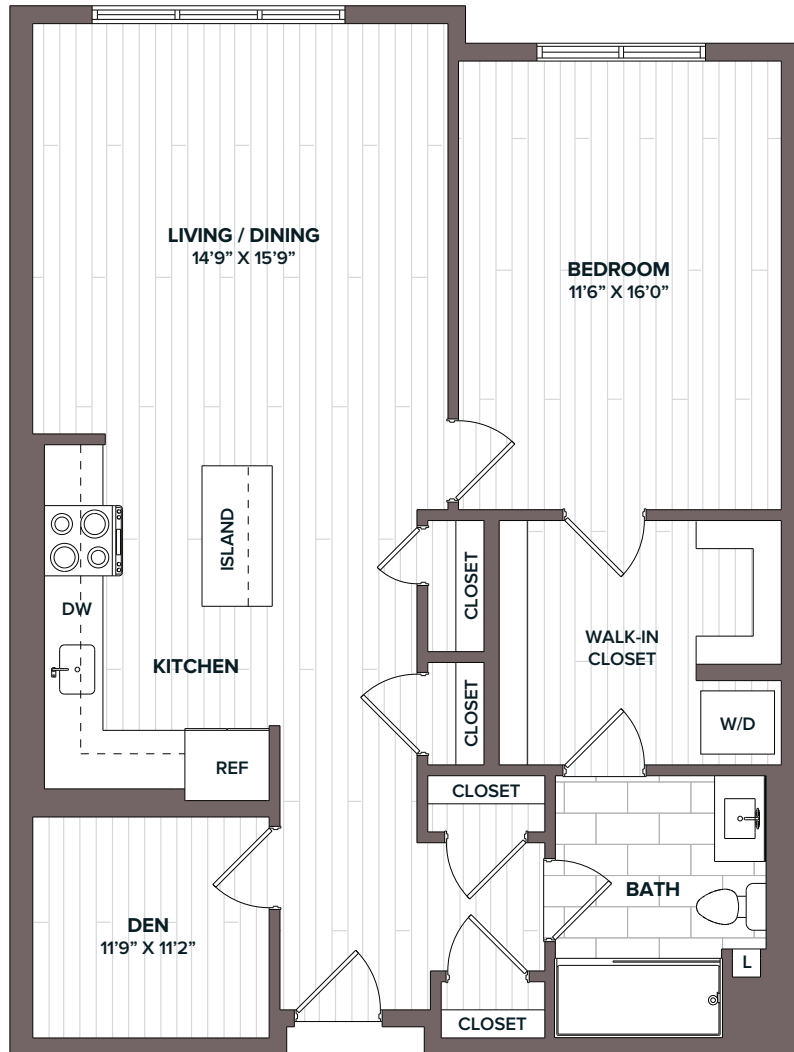 LIVING / DINING
14’9” X 15’9”
BEDROOM
11’6” X 16’0”
ISLAND
CLOSET
DW
WALK-IN
CLOSET
KITCHEN
CLOSET
W/D
REF
CLOSET
BATH
DEN
11’9” X 11’2”
L
CLOSET